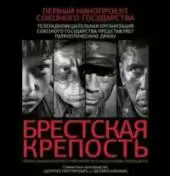 ПЕРВЫЙ КИНОПРОЕКТ
СОЮЗНОГО ГОСУДАРСТВА
ТЕЛЕРАДИОВЕЩАТЕЛЬНАЯ ОРГАНИЗАЦИЯ
СОЮЗНОГО ГОСУДАРСТВА ПРЕДСТАВЛЯЕТ
ПАТРИОТИЧЕСКУЮ ДРАМУ
БРЕСТСКАЯ
КРЕПОСТЬ